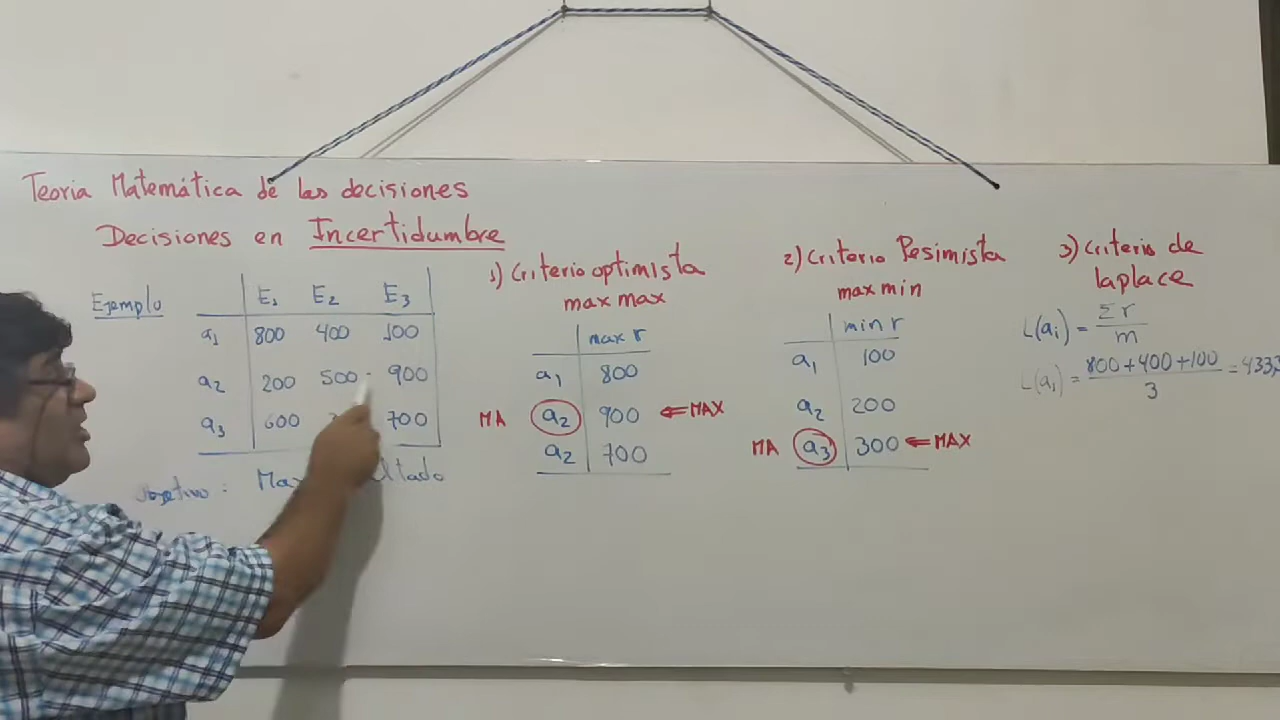 Teoria Matemática de las decisiones
Decisiones en Incertidumbre
Ejemplo
E1 E2 E3
a1 800 400 100
a2 200 500 900
a3 600 700
Objetivo :
1) Criterio optimista
max max
max r
a1 800
MA a2 900 ⇐MAX
a2 700
2) Criterio Pesimista
max min
min r
a1 100
a2 200
MA a3 300 ⇐MAX
3) Criterio de
laplace
L(ai) = Σr / m
L(a1) = 800+400+100 / 3 = 433,